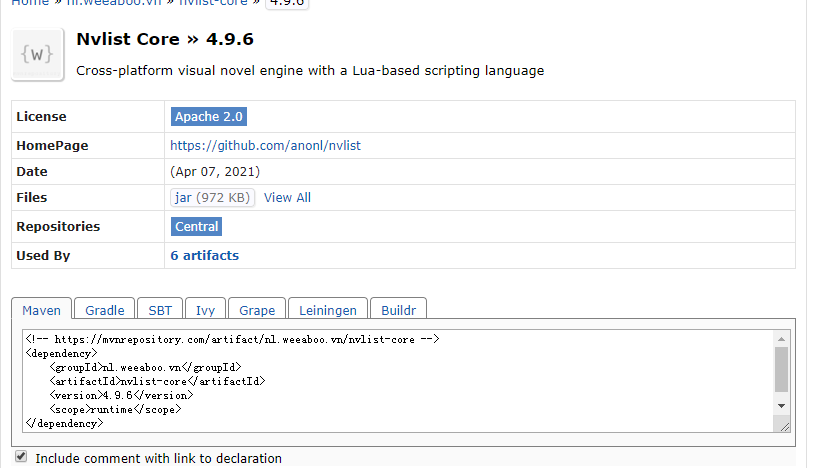 Home » nl.weeaboo.vn » nvlist-core » 4.9.6
{w}
Nvlist Core » 4.9.6
Cross-platform visual novel engine with a Lua-based scripting language
License Apache 2.0
HomePage https://github.com/anonl/nvlist
Date (Apr 07, 2021)
Files jar (972 KB) View All
Repositories Central
Used By 6 artifacts
Maven Gradle SBT Ivy Grape Leiningen Buildr
<!-- https://mvnrepository.com/artifact/nl.weeaboo.vn/nvlist-core -->
<dependency>
    <groupId>nl.weeaboo.vn</groupId>
    <artifactId>nvlist-core</artifactId>
    <version>4.9.6</version>
    <scope>runtime</scope>
</dependency>
Include comment with link to declaration